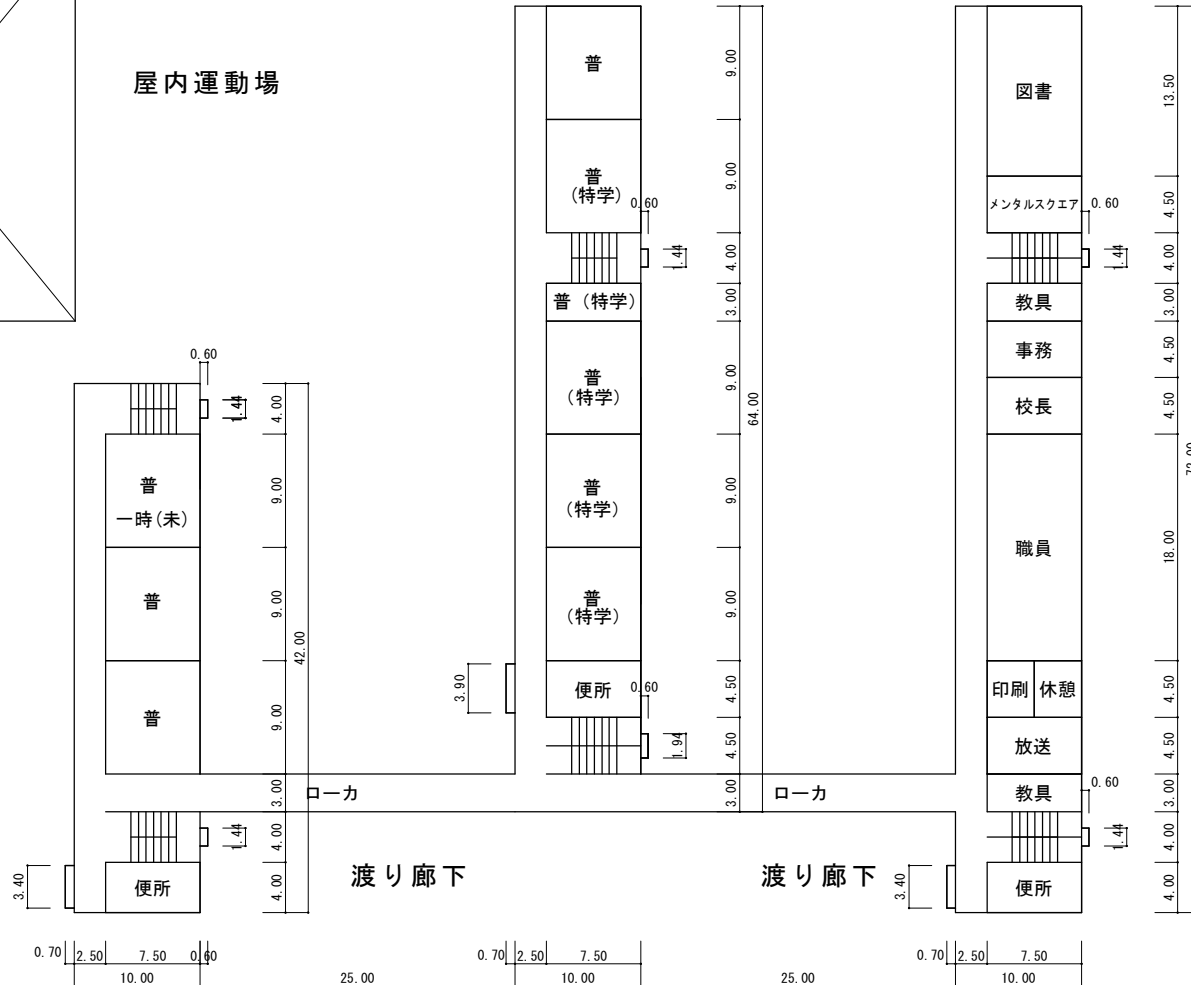 屋内運動場
普
普
(特学)
0.60
普 (特学)
普
(特学)
普
(特学)
普
(特学)
便所
0.60
9.00
9.00
4.00
1.44
3.00
9.00
9.00
9.00
4.50
4.50
1.94
3.00
64.00
3.90
0.60
1.44
普
一時(未)
普
普
4.00
9.00
9.00
9.00
3.00
4.00
4.00
42.00
1.44
便所
3.40
ローカ
ローカ
渡り廊下
渡り廊下
図書
メンタルスクエア
0.60
1.44
教具
事務
校長
職員
印刷
休憩
放送
教具
0.60
1.44
便所
3.40
13.50
4.50
4.00
3.00
4.50
4.50
18.00
4.50
4.50
3.00
4.00
4.00
0.70
2.50
7.50
0.60
0.70
2.50
7.50
0.70
2.50
7.50
10.00
25.00
10.00
25.00
10.00